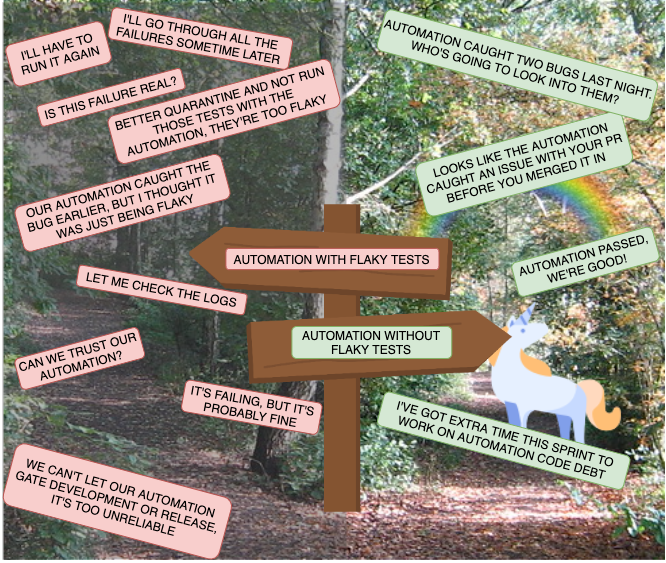 I'LL HAVE TO
RUN IT AGAIN
I'LL GO THROUGH ALL THE
FAILURES SOMETIME LATER
IS THIS FAILURE REAL?
BETTER QUARANTINE AND NOT RUN
THOSE TESTS WITH THE
AUTOMATION, THEY'RE TOO FLAKY
OUR AUTOMATION CAUGHT THE
BUG EARLIER, BUT I THOUGHT IT
WAS JUST BEING FLAKY
LET ME CHECK THE LOGS
CAN WE TRUST OUR
AUTOMATION?
IT'S FAILING, BUT IT'S
PROBABLY FINE
WE CAN'T LET OUR AUTOMATION
GATE DEVELOPMENT OR RELEASE,
IT'S TOO UNRELIABLE
AUTOMATION WITH FLAKY TESTS
AUTOMATION WITHOUT
FLAKY TESTS
AUTOMATION CAUGHT TWO BUGS LAST NIGHT,
WHO'S GOING TO LOOK INTO THEM?
LOOKS LIKE THE AUTOMATION
CAUGHT AN ISSUE WITH YOUR PR
BEFORE YOU MERGED IT IN
AUTOMATION PASSED,
WE'RE GOOD!
I'VE GOT EXTRA TIME THIS SPRINT TO
WORK ON AUTOMATION CODE DEBT